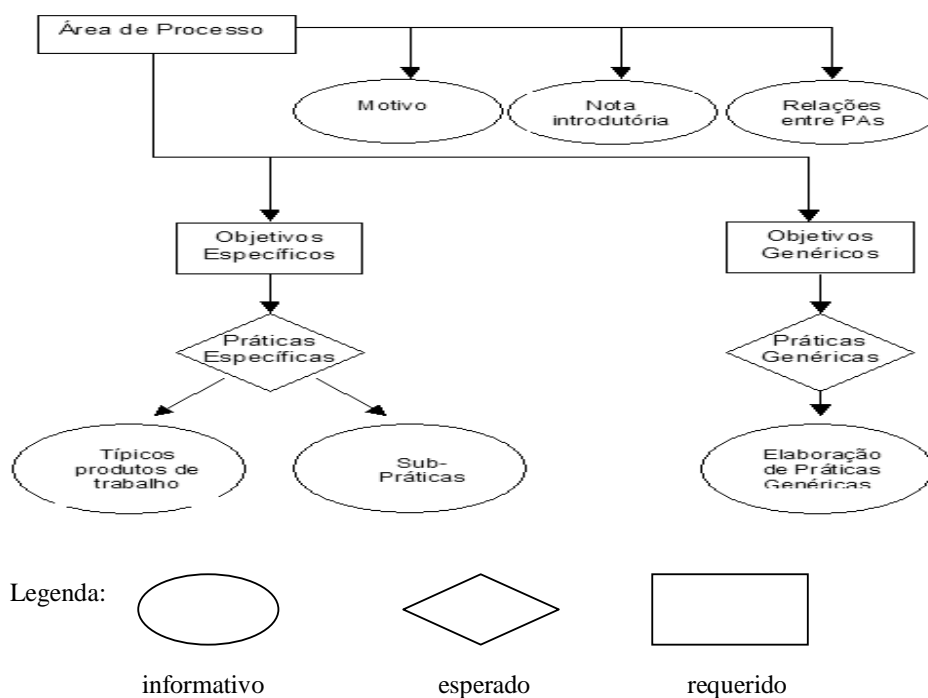 Área de Processo
Motivo
Nota
introdutória
Relações
entre PAs
Objetivos
Específicos
Objetivos
Genéricos
Práticas
Específicas
Práticas
Genéricas
Típicos
produtos de
trabalho
Sub-
Práticas
Elaboração
de Práticas
Genéricas
Legenda:
informativo
esperado
requerido